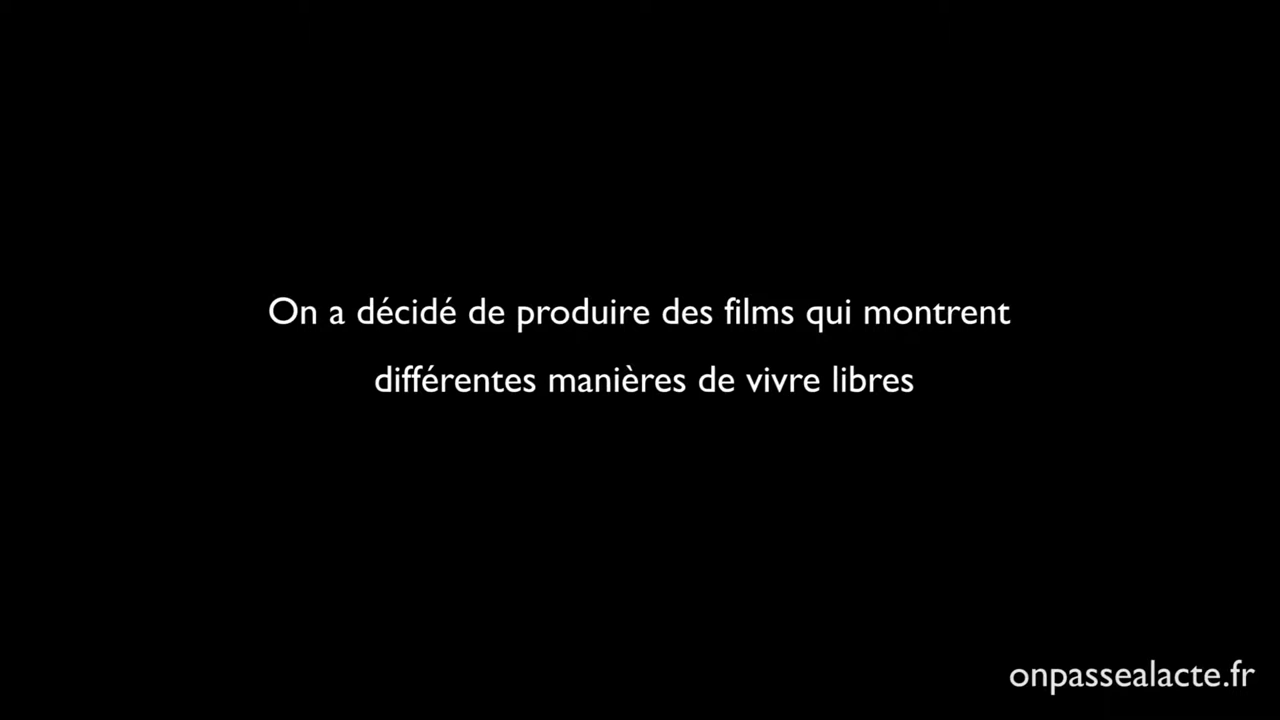 On a décidé de produire des films qui montrent
différentes manières de vivre libres
onpassealacte.fr